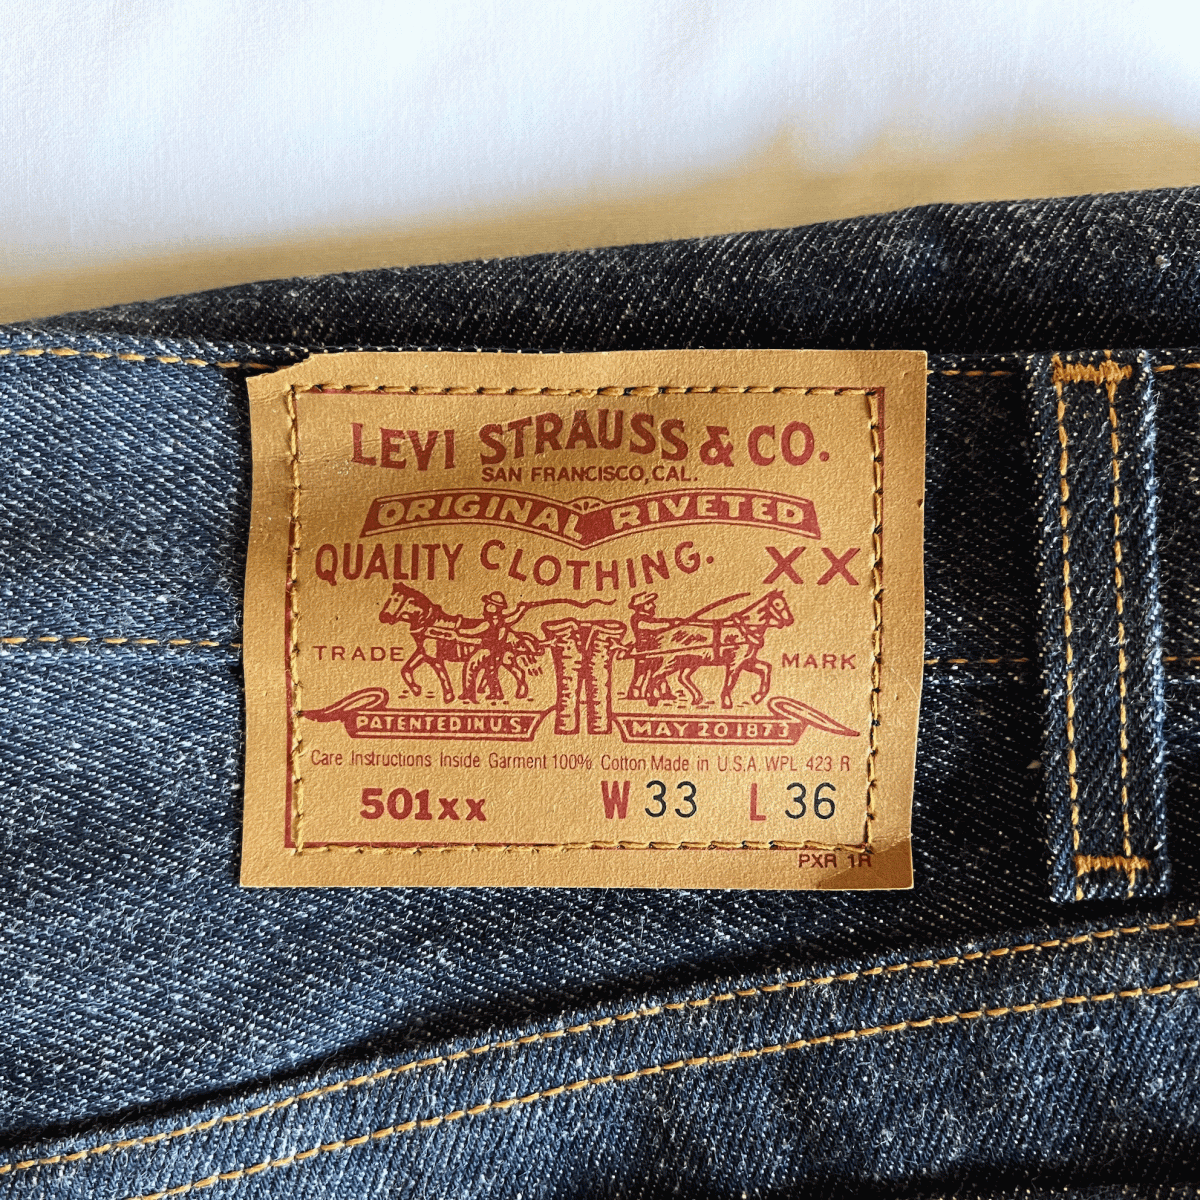 LEVI STRAUSS & CO.
SAN FRANCISCO, CAL.
ORIGINAL RIVETED
QUALITY CLOTHING. XX
TRADE MARK
PATENTED IN U.S. MAY 20 1873
Care Instructions Inside Garment 100% Cotton Made in U.S.A. WPL 423 R
501xx W 33 L 36
PXR 1R